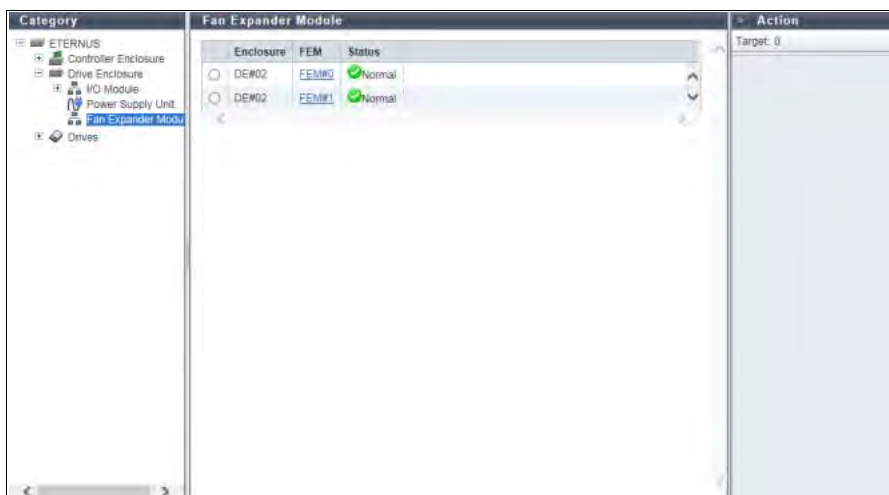 Category
ETERNUS
Controller Enclosure
Drive Enclosure
I/O Module
Power Supply Unit
Fan Expander Modu
Drives
Fan Expander Module
Enclosure FEM Status
DE#02 FEM#0 Normal
DE#02 FEM#1 Normal
Action
Target: 0